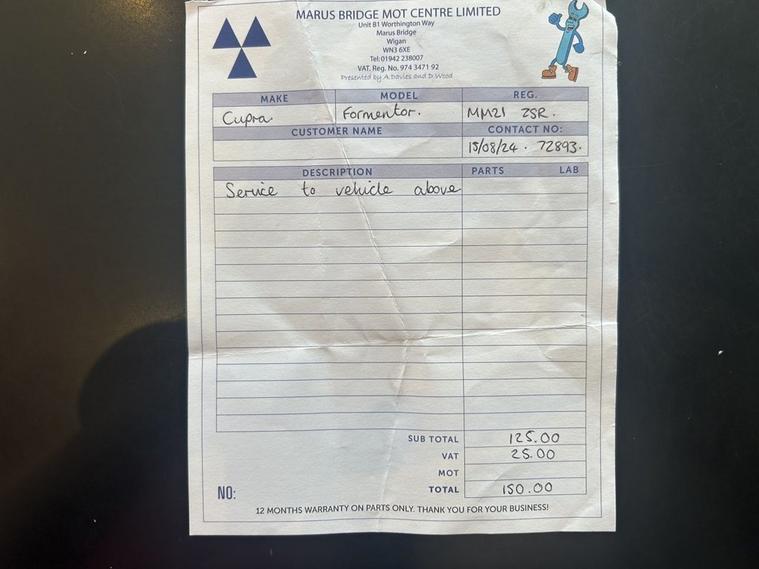 MARUS BRIDGE MOT CENTRE LIMITED
Unit B1 Worthington Way
Marus Bridge
Wigan
WN3 6XE
Tel:01942 238007
VAT. Reg. No. 974 3471 92
Presented by A.Davies and D.Wood
MAKE MODEL REG.
Cupra. Formentor. MM21 ZSR.
CUSTOMER NAME CONTACT NO:
15/08/24 . 72893.
DESCRIPTION PARTS LAB
Service to vehicle above
SUB TOTAL 125.00
VAT 25.00
MOT
NO: TOTAL 150.00
12 MONTHS WARRANTY ON PARTS ONLY. THANK YOU FOR YOUR BUSINESS!